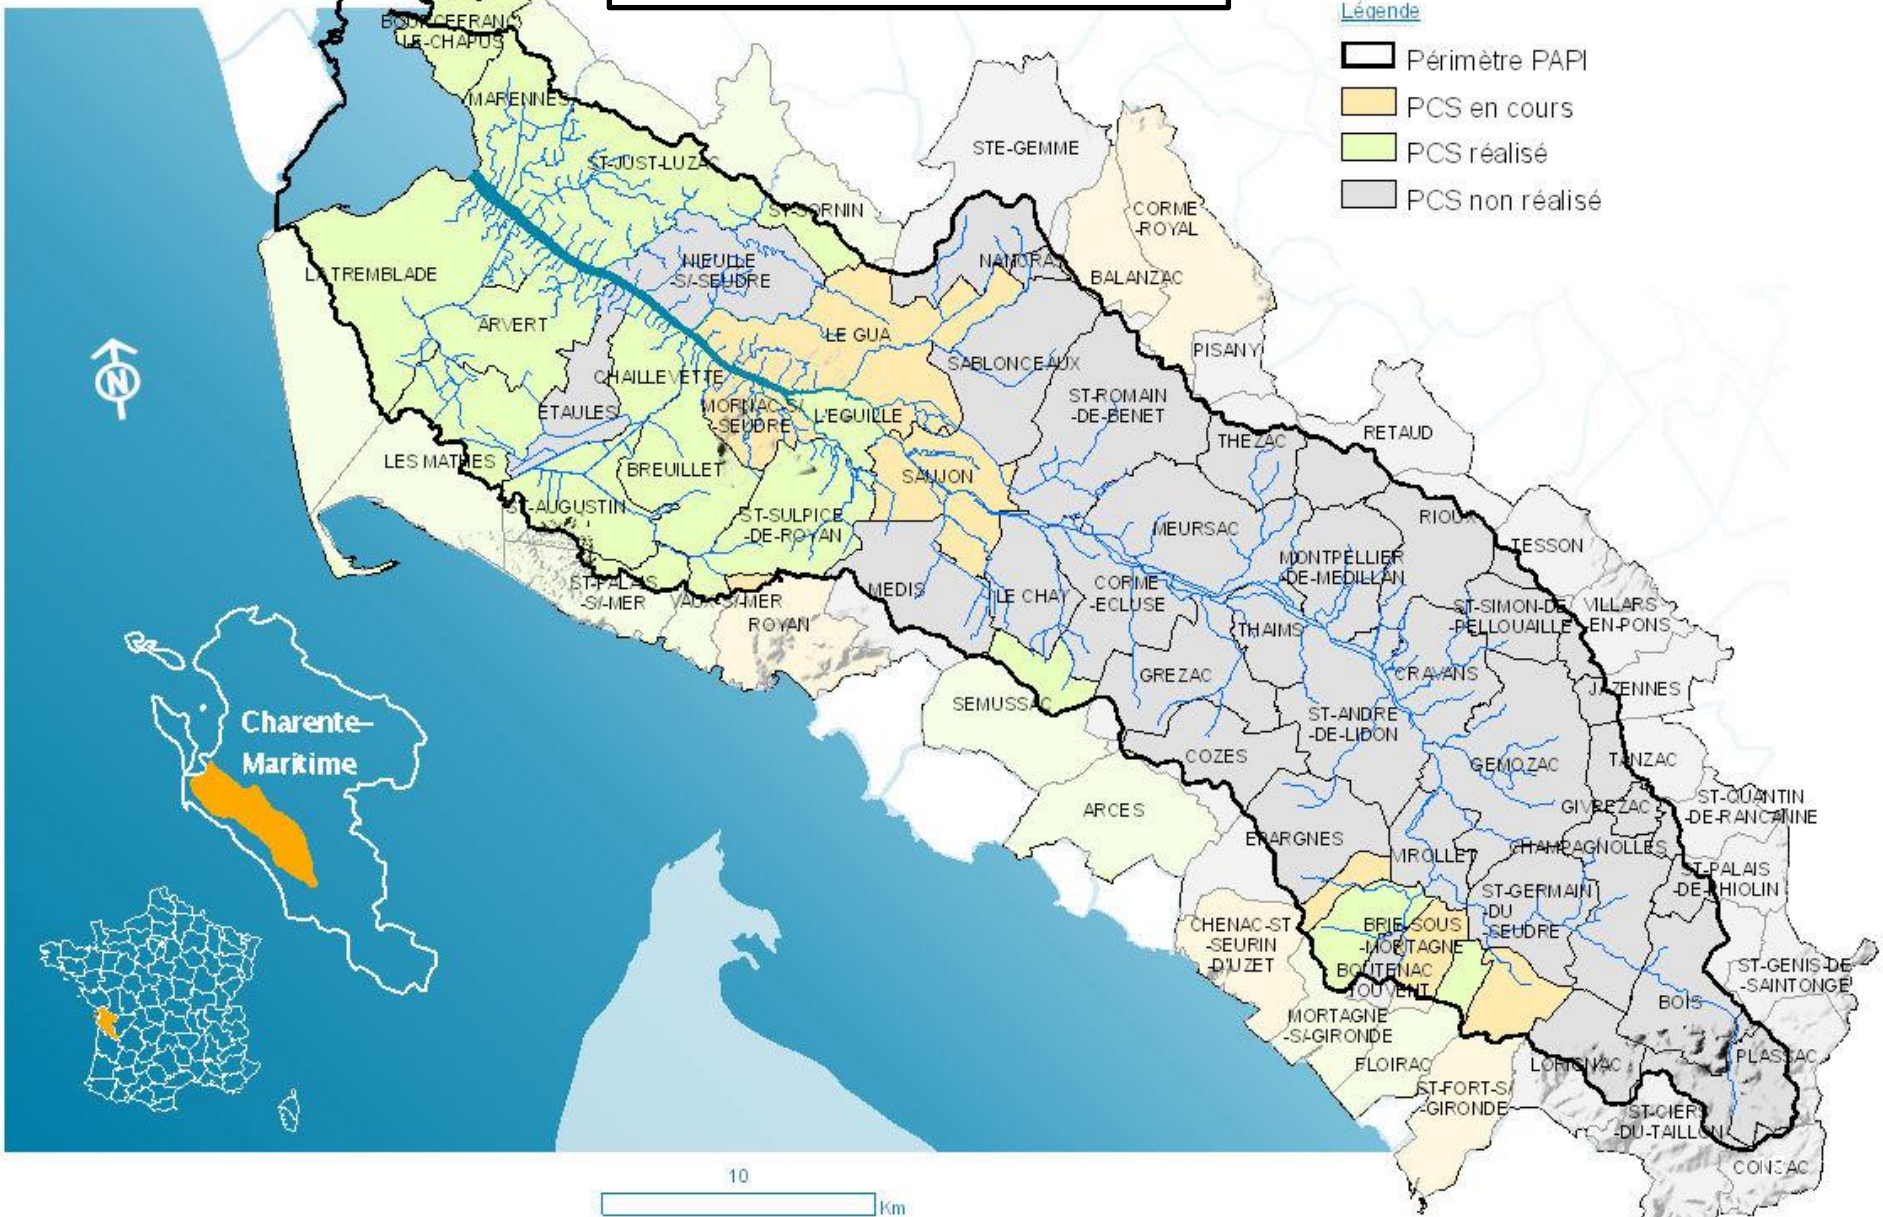 Légende
Périmètre PAPI
PCS en cours
PCS réalisé
PCS non réalisé
BOURCEFRANC
-LE-CHAPUS
MARENNES
ST-JUST-LUZAC
STE-GEMME
ST-SORNIN
CORME
-ROYAL
LA TREMBLADE
NIEULLE
-S/-SEUDRE
NANCRAS
BALANZAC
ARVERT
LE GUA
PISANY
SABLONCEAUX
CHAILLEVETTE
ETAULES
MORNAC-S/
-SEUDRE
L'EGUILLE
ST-ROMAIN
-DE-BENET
THEZAC
RETAUD
LES MATHES
BREUILLET
SAUJON
ST-AUGUSTIN
ST-SULPICE
-DE-ROYAN
MEURSAC
RIOUX
TESSON
MONTPELLIER
-DE-MEDILLAN
ST-PALAIS
-S/-MER
VAUX-S/-MER
MEDIS
LE CHAY
CORME
-ECLUSE
ST-SIMON-DE
-PELLOUAILLE
VILLARS
-EN-PONS
ROYAN
THAIMS
GREZAC
CRAVANS
JAZENNES
SEMUSSAC
ST-ANDRE
-DE-LIDON
COZES
GEMOZAC
TANZAC
Charente-
Maritime
ARCES
GIVREZAC
ST-QUANTIN
-DE-RANCANNE
EPARGNES
VIROLLET
CHAMPAGNOLLES
ST-PALAIS
-DE-PHIOLIN
ST-GERMAIN
-DU
-SEUDRE
CHENAC-ST
-SEURIN
-D'UZET
BRIE-SOUS
-MORTAGNE
BOUTENAC
-TOUVENT
ST-GENIS-DE
-SAINTONGE
BOIS
MORTAGNE
-S/-GIRONDE
FLOIRAC
LORIGNAC
PLASSAC
ST-FORT-S/
-GIRONDE
ST-CIERS
-DU-TAILLON
CONSAC
N
10
Km